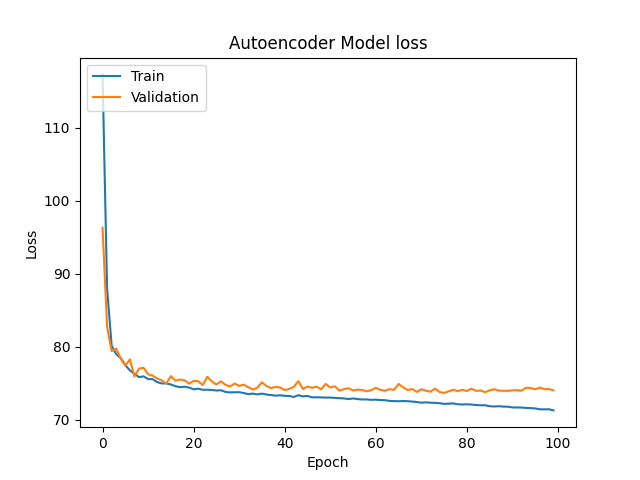 Autoencoder Model loss
Train
Validation
110
100
90
80
70
Loss
0 20 40 60 80 100
Epoch